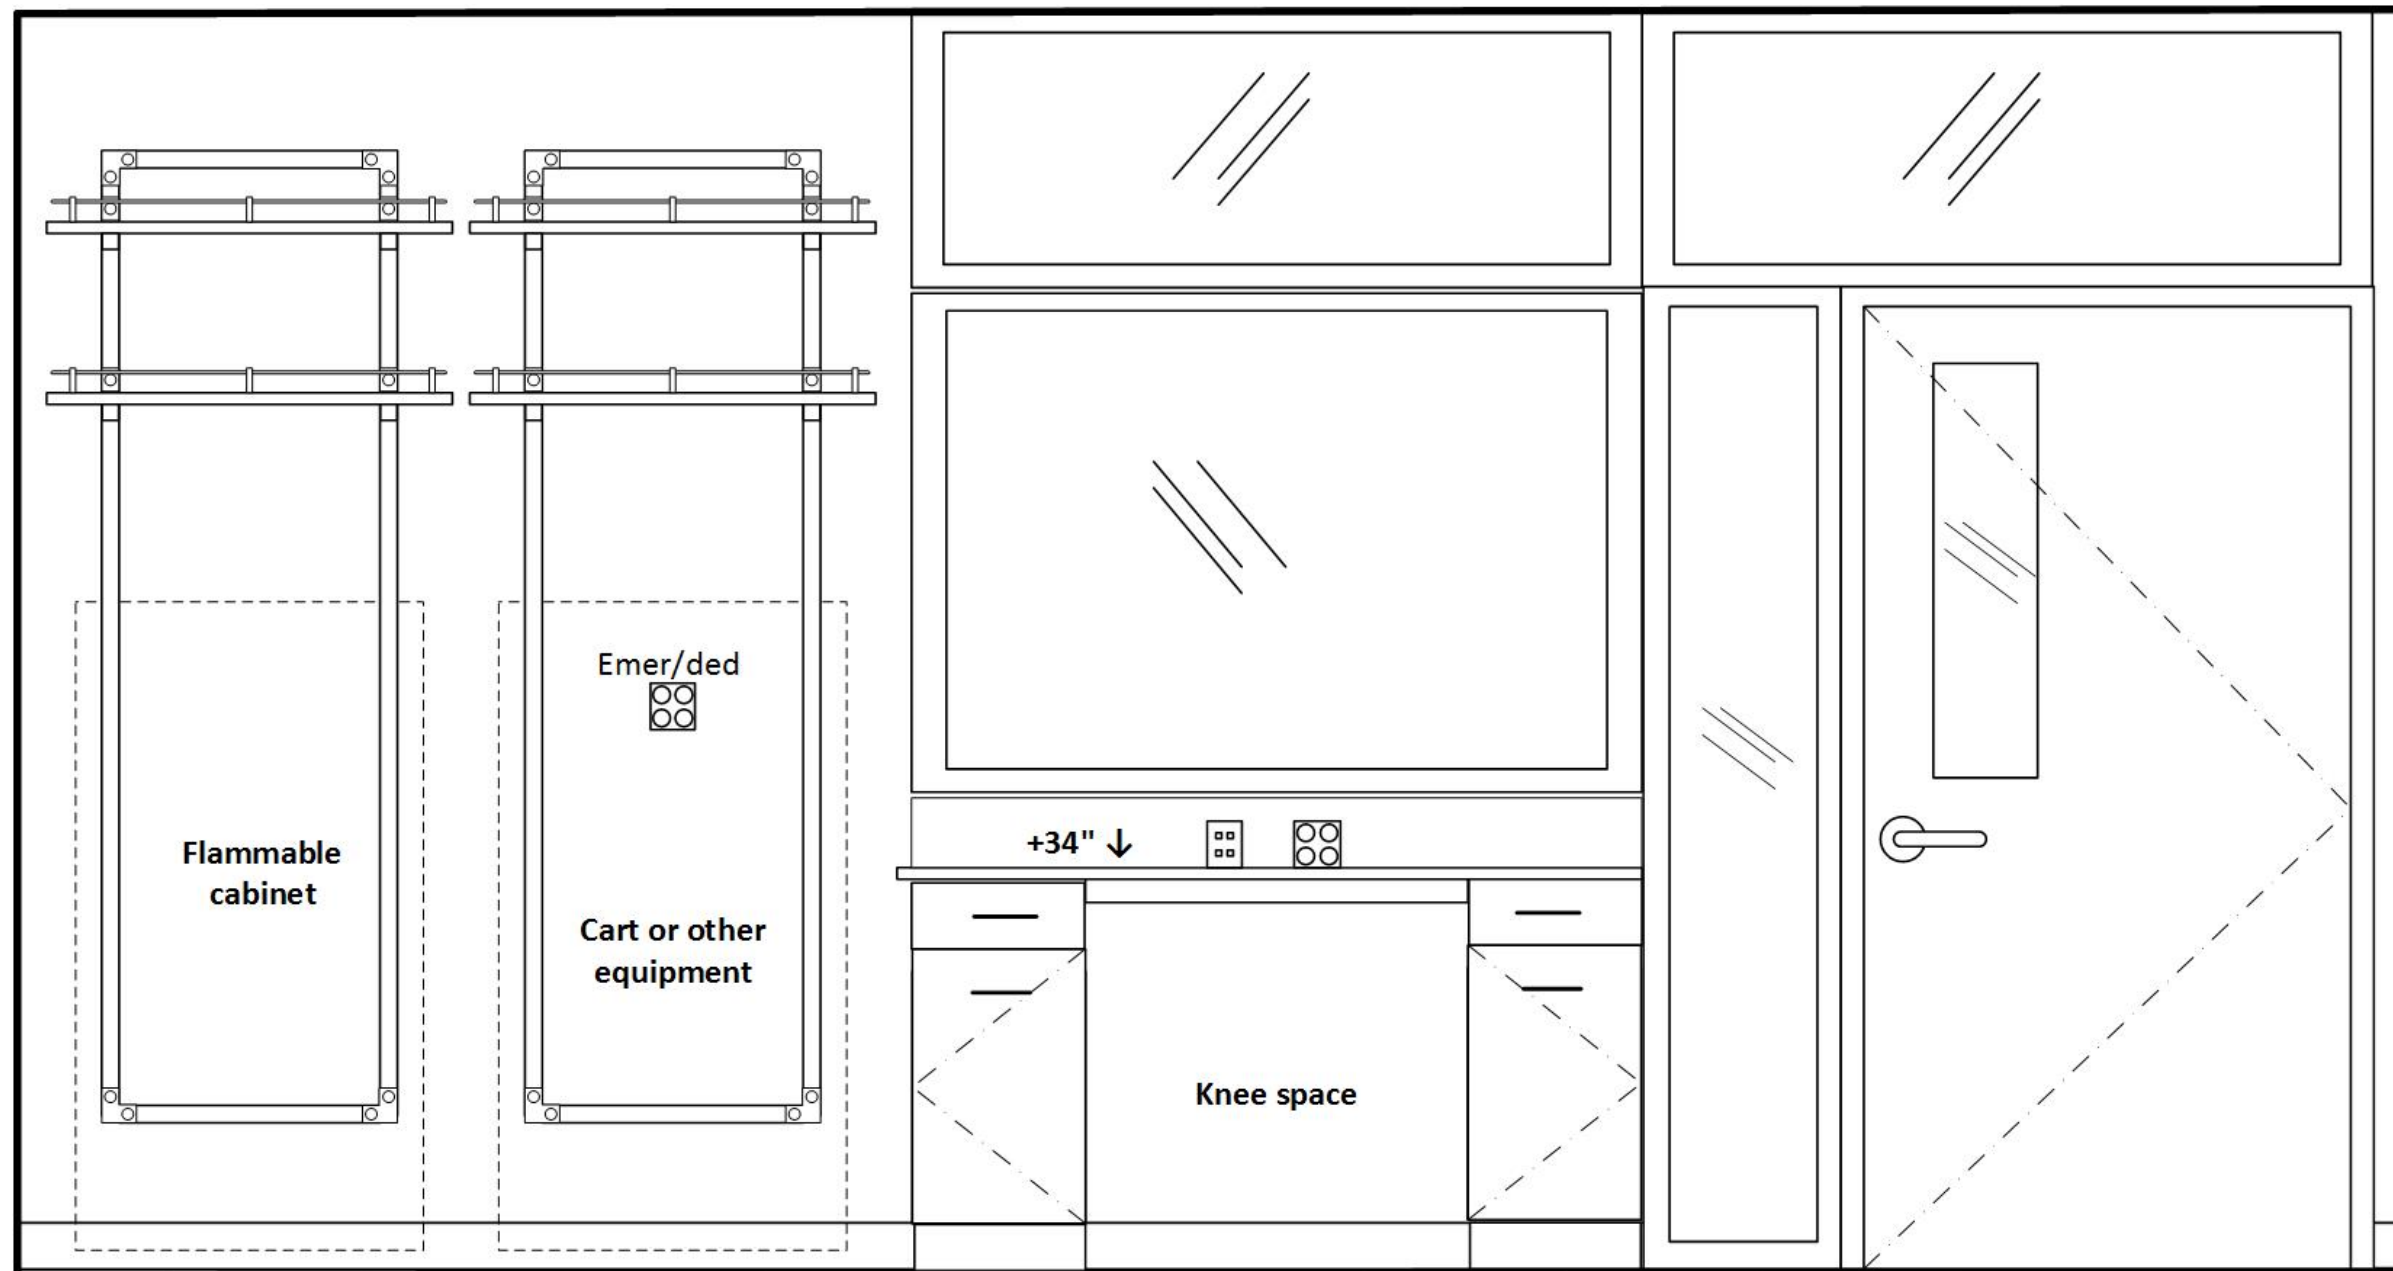 Emer/ded
+34" ↓
Flammable
cabinet
Cart or other
equipment
Knee space